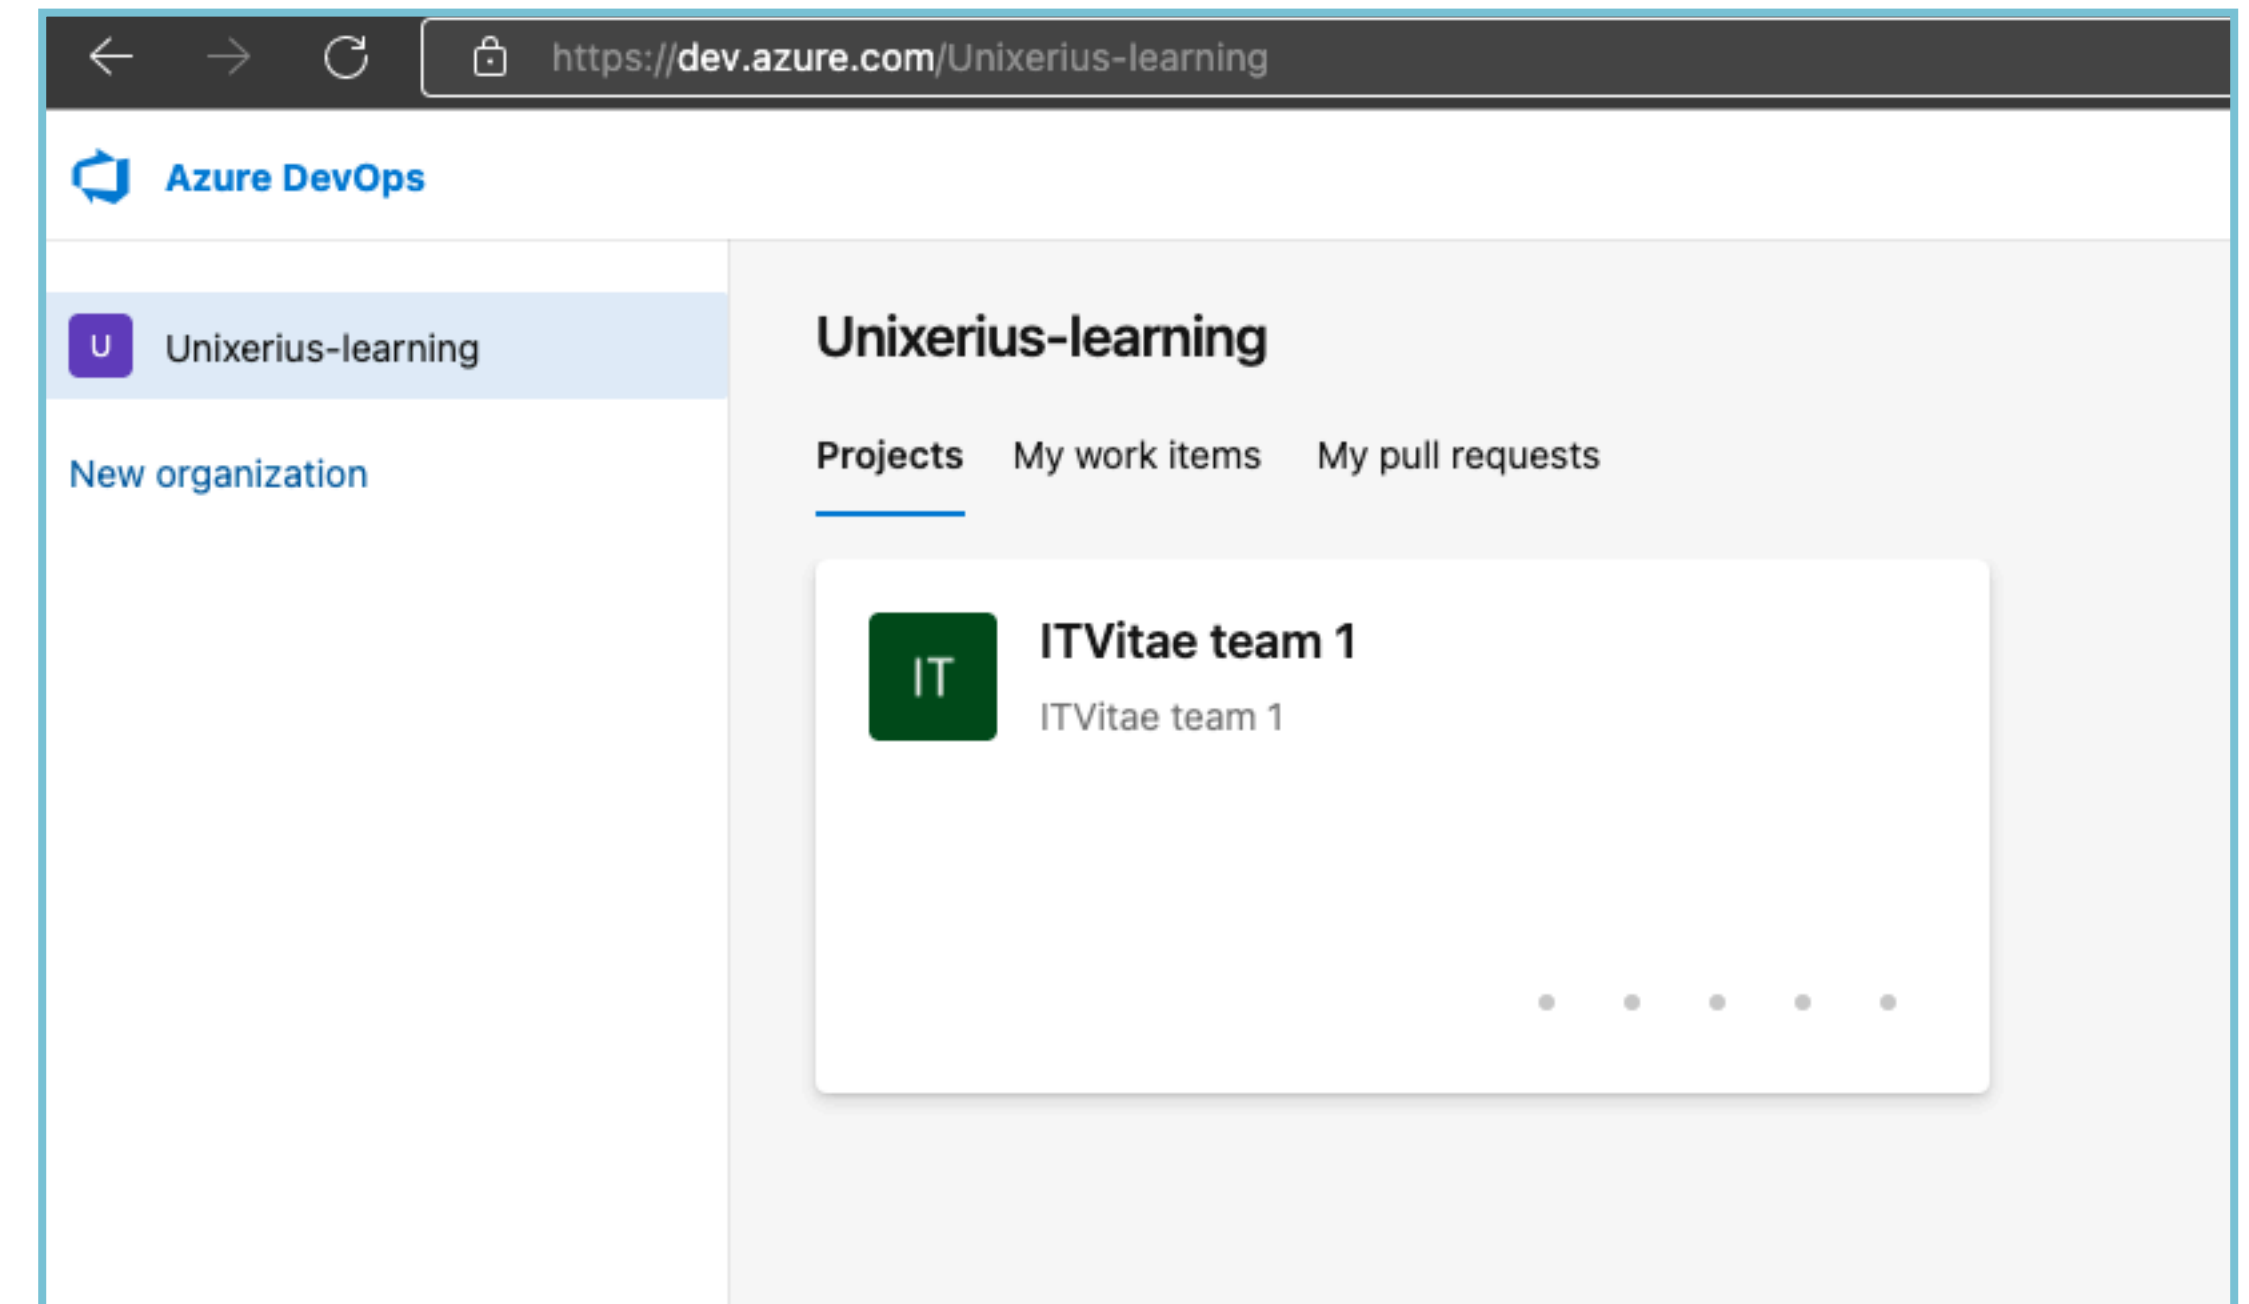 https://dev.azure.com/Unixerius-learning
Azure DevOps
U Unixerius-learning
New organization
Unixerius-learning
Projects My work items My pull requests
IT
ITVitae team 1
ITVitae team 1